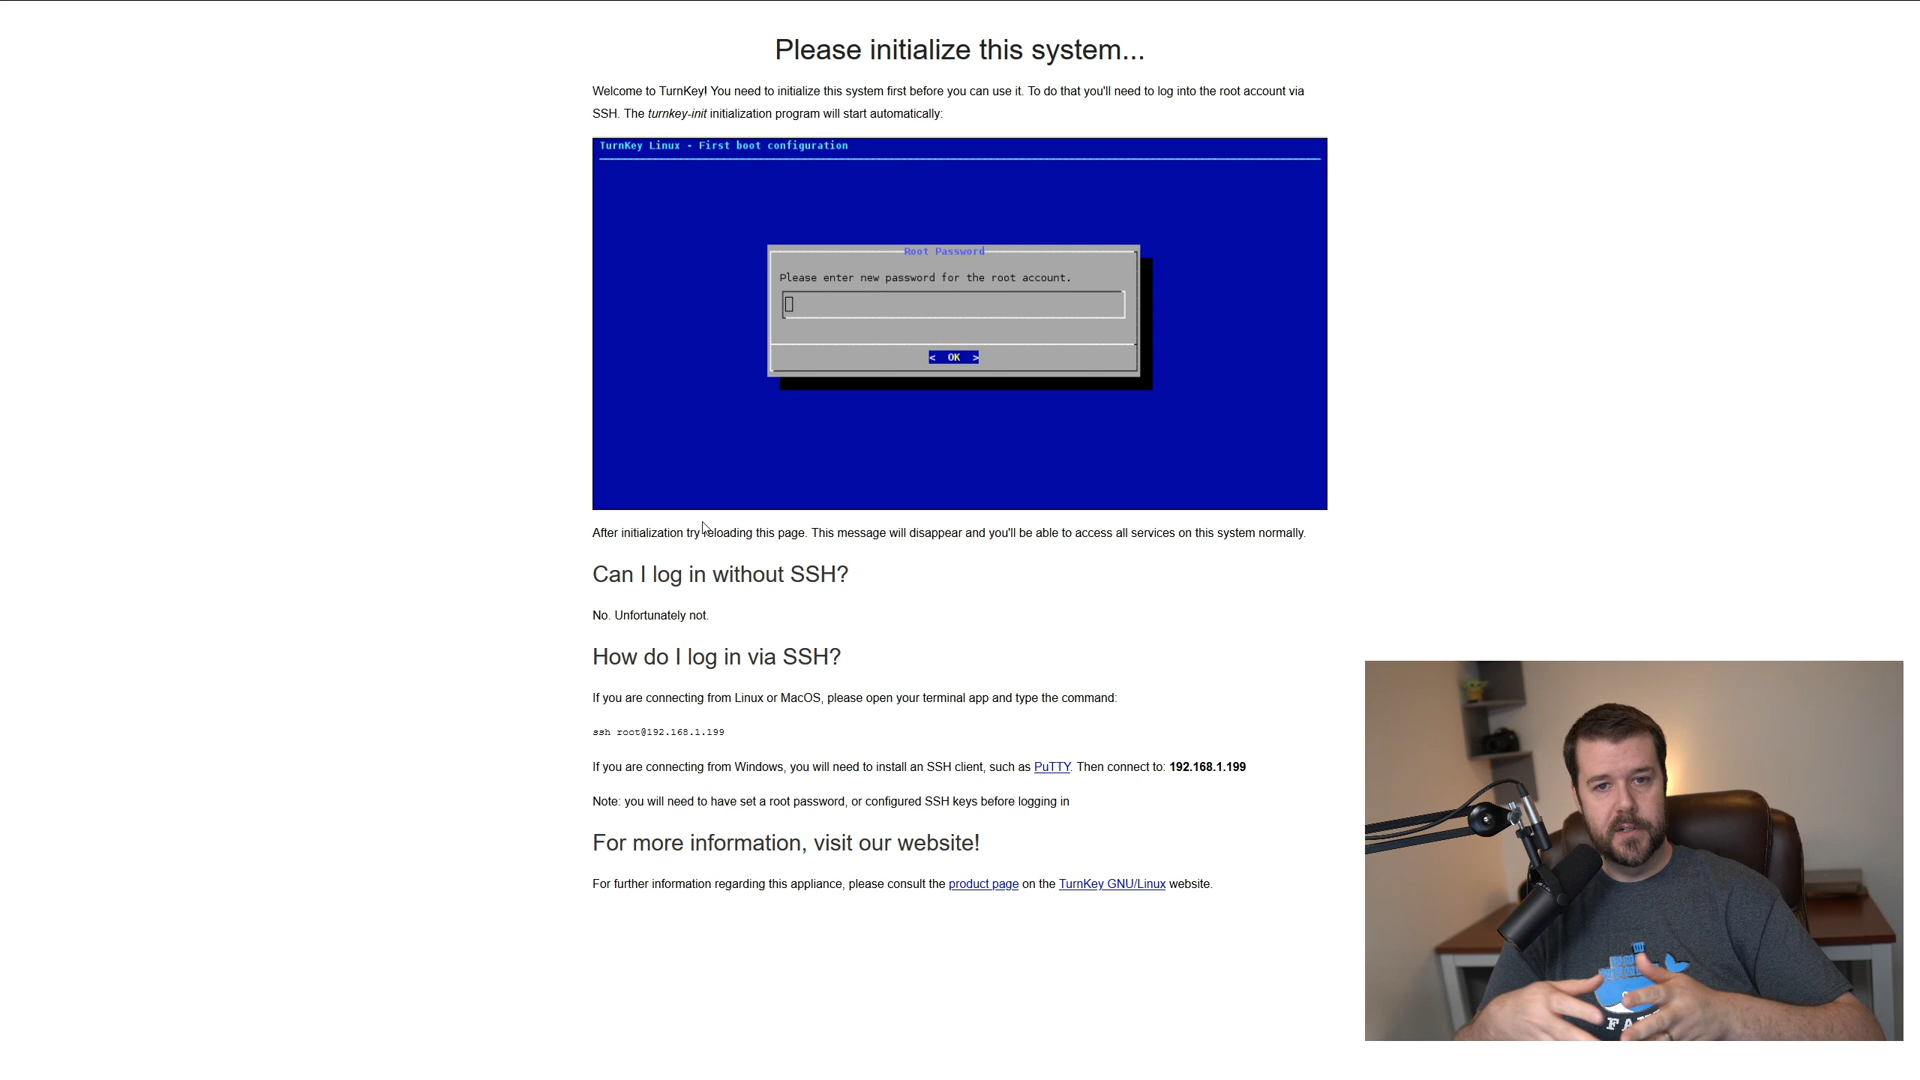 Please initialize this system...
Welcome to TurnKey! You need to initialize this system first before you can use it. To do that you'll need to log into the root account via
SSH. The turnkey-init initialization program will start automatically:
TurnKey Linux - First boot configuration
Root Password
Please enter new password for the root account.
< OK >
After initialization try reloading this page. This message will disappear and you'll be able to access all services on this system normally.
Can I log in without SSH?
No. Unfortunately not.
How do I log in via SSH?
If you are connecting from Linux or MacOS, please open your terminal app and type the command:
ssh root@192.168.1.199
If you are connecting from Windows, you will need to install an SSH client, such as PuTTY. Then connect to: 192.168.1.199
Note: you will need to have set a root password, or configured SSH keys before logging in
For more information, visit our website!
For further information regarding this appliance, please consult the product page on the TurnKey GNU/Linux website.